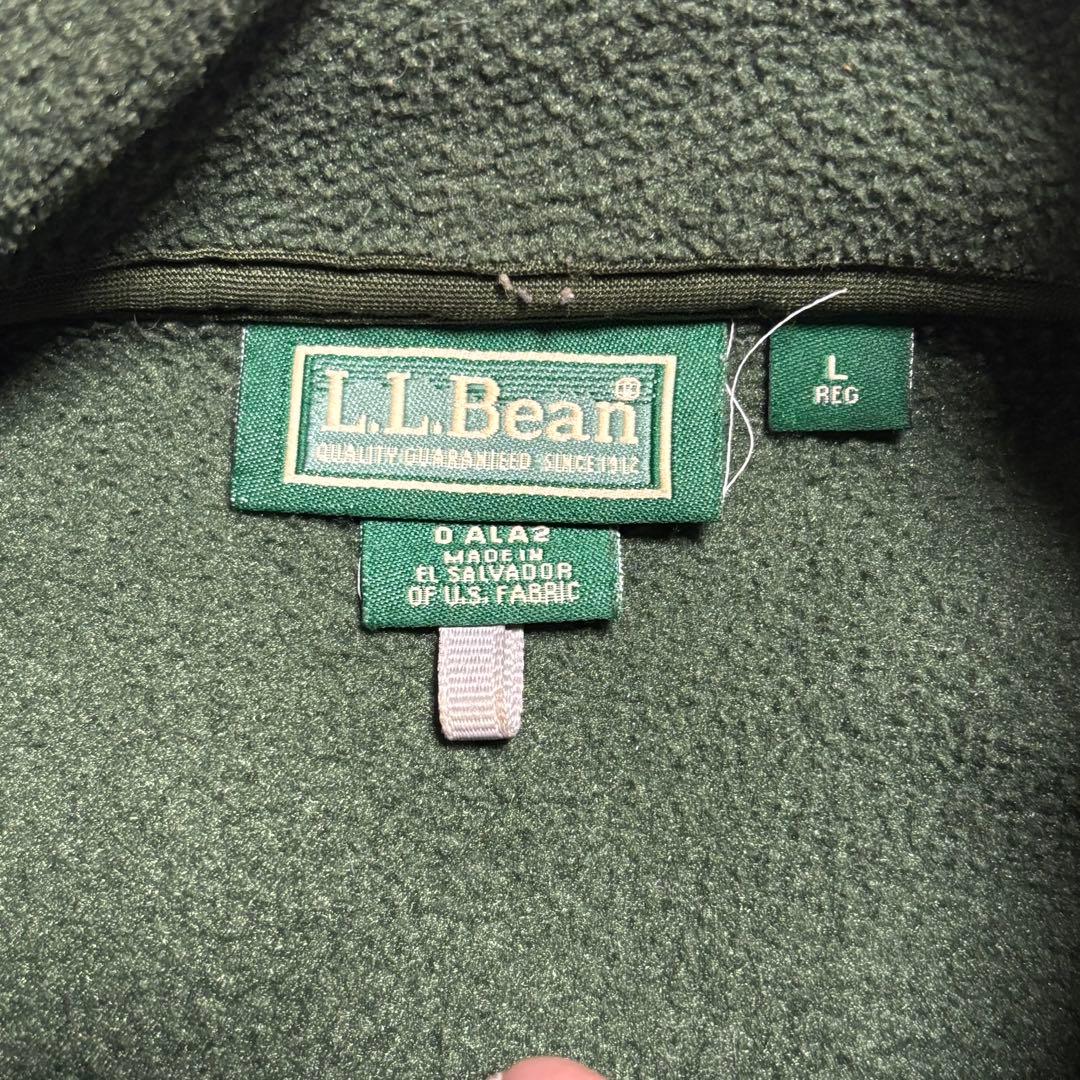 L.L.Bean®
QUALITY GUARANTEED SINCE 1912
L
REG
0 ALA2
MADE IN
EL SALVADOR
OF U.S. FABRIC